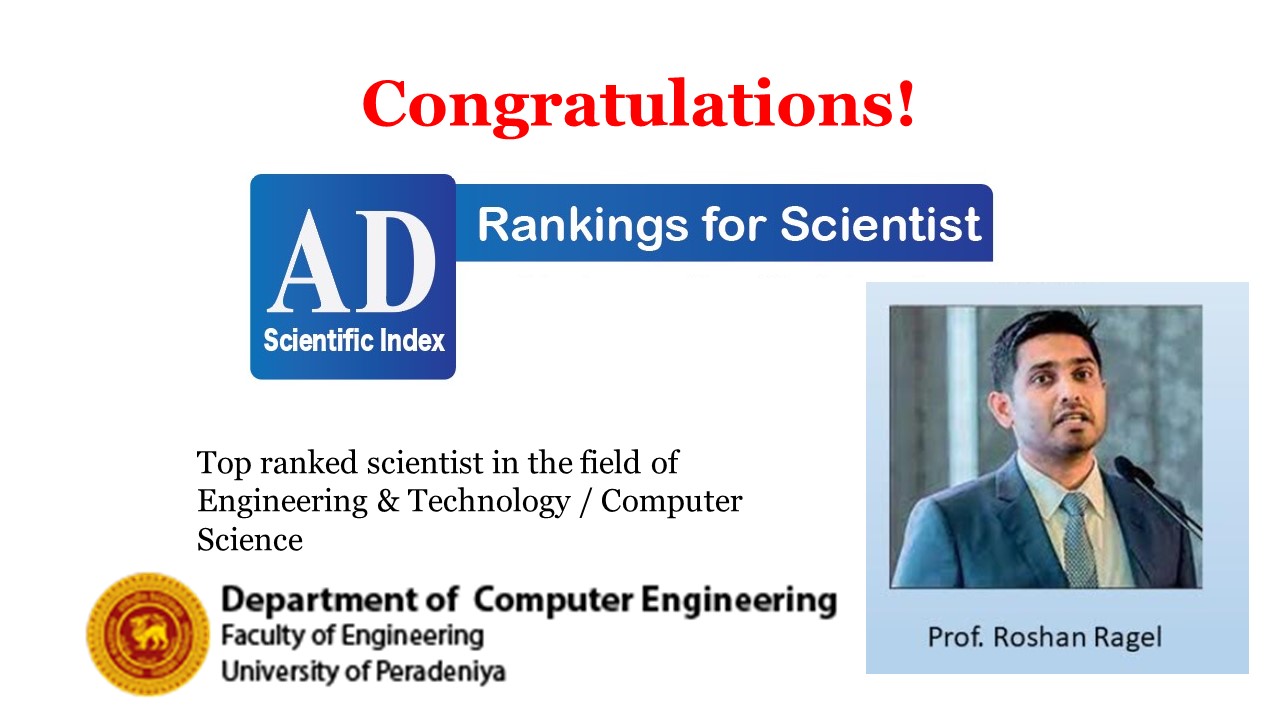 Congratulations!
AD
Scientific Index
Rankings for Scientist
Top ranked scientist in the field of
Engineering & Technology / Computer
Science
Department of Computer Engineering
Faculty of Engineering
University of Peradeniya
Prof. Roshan Ragel